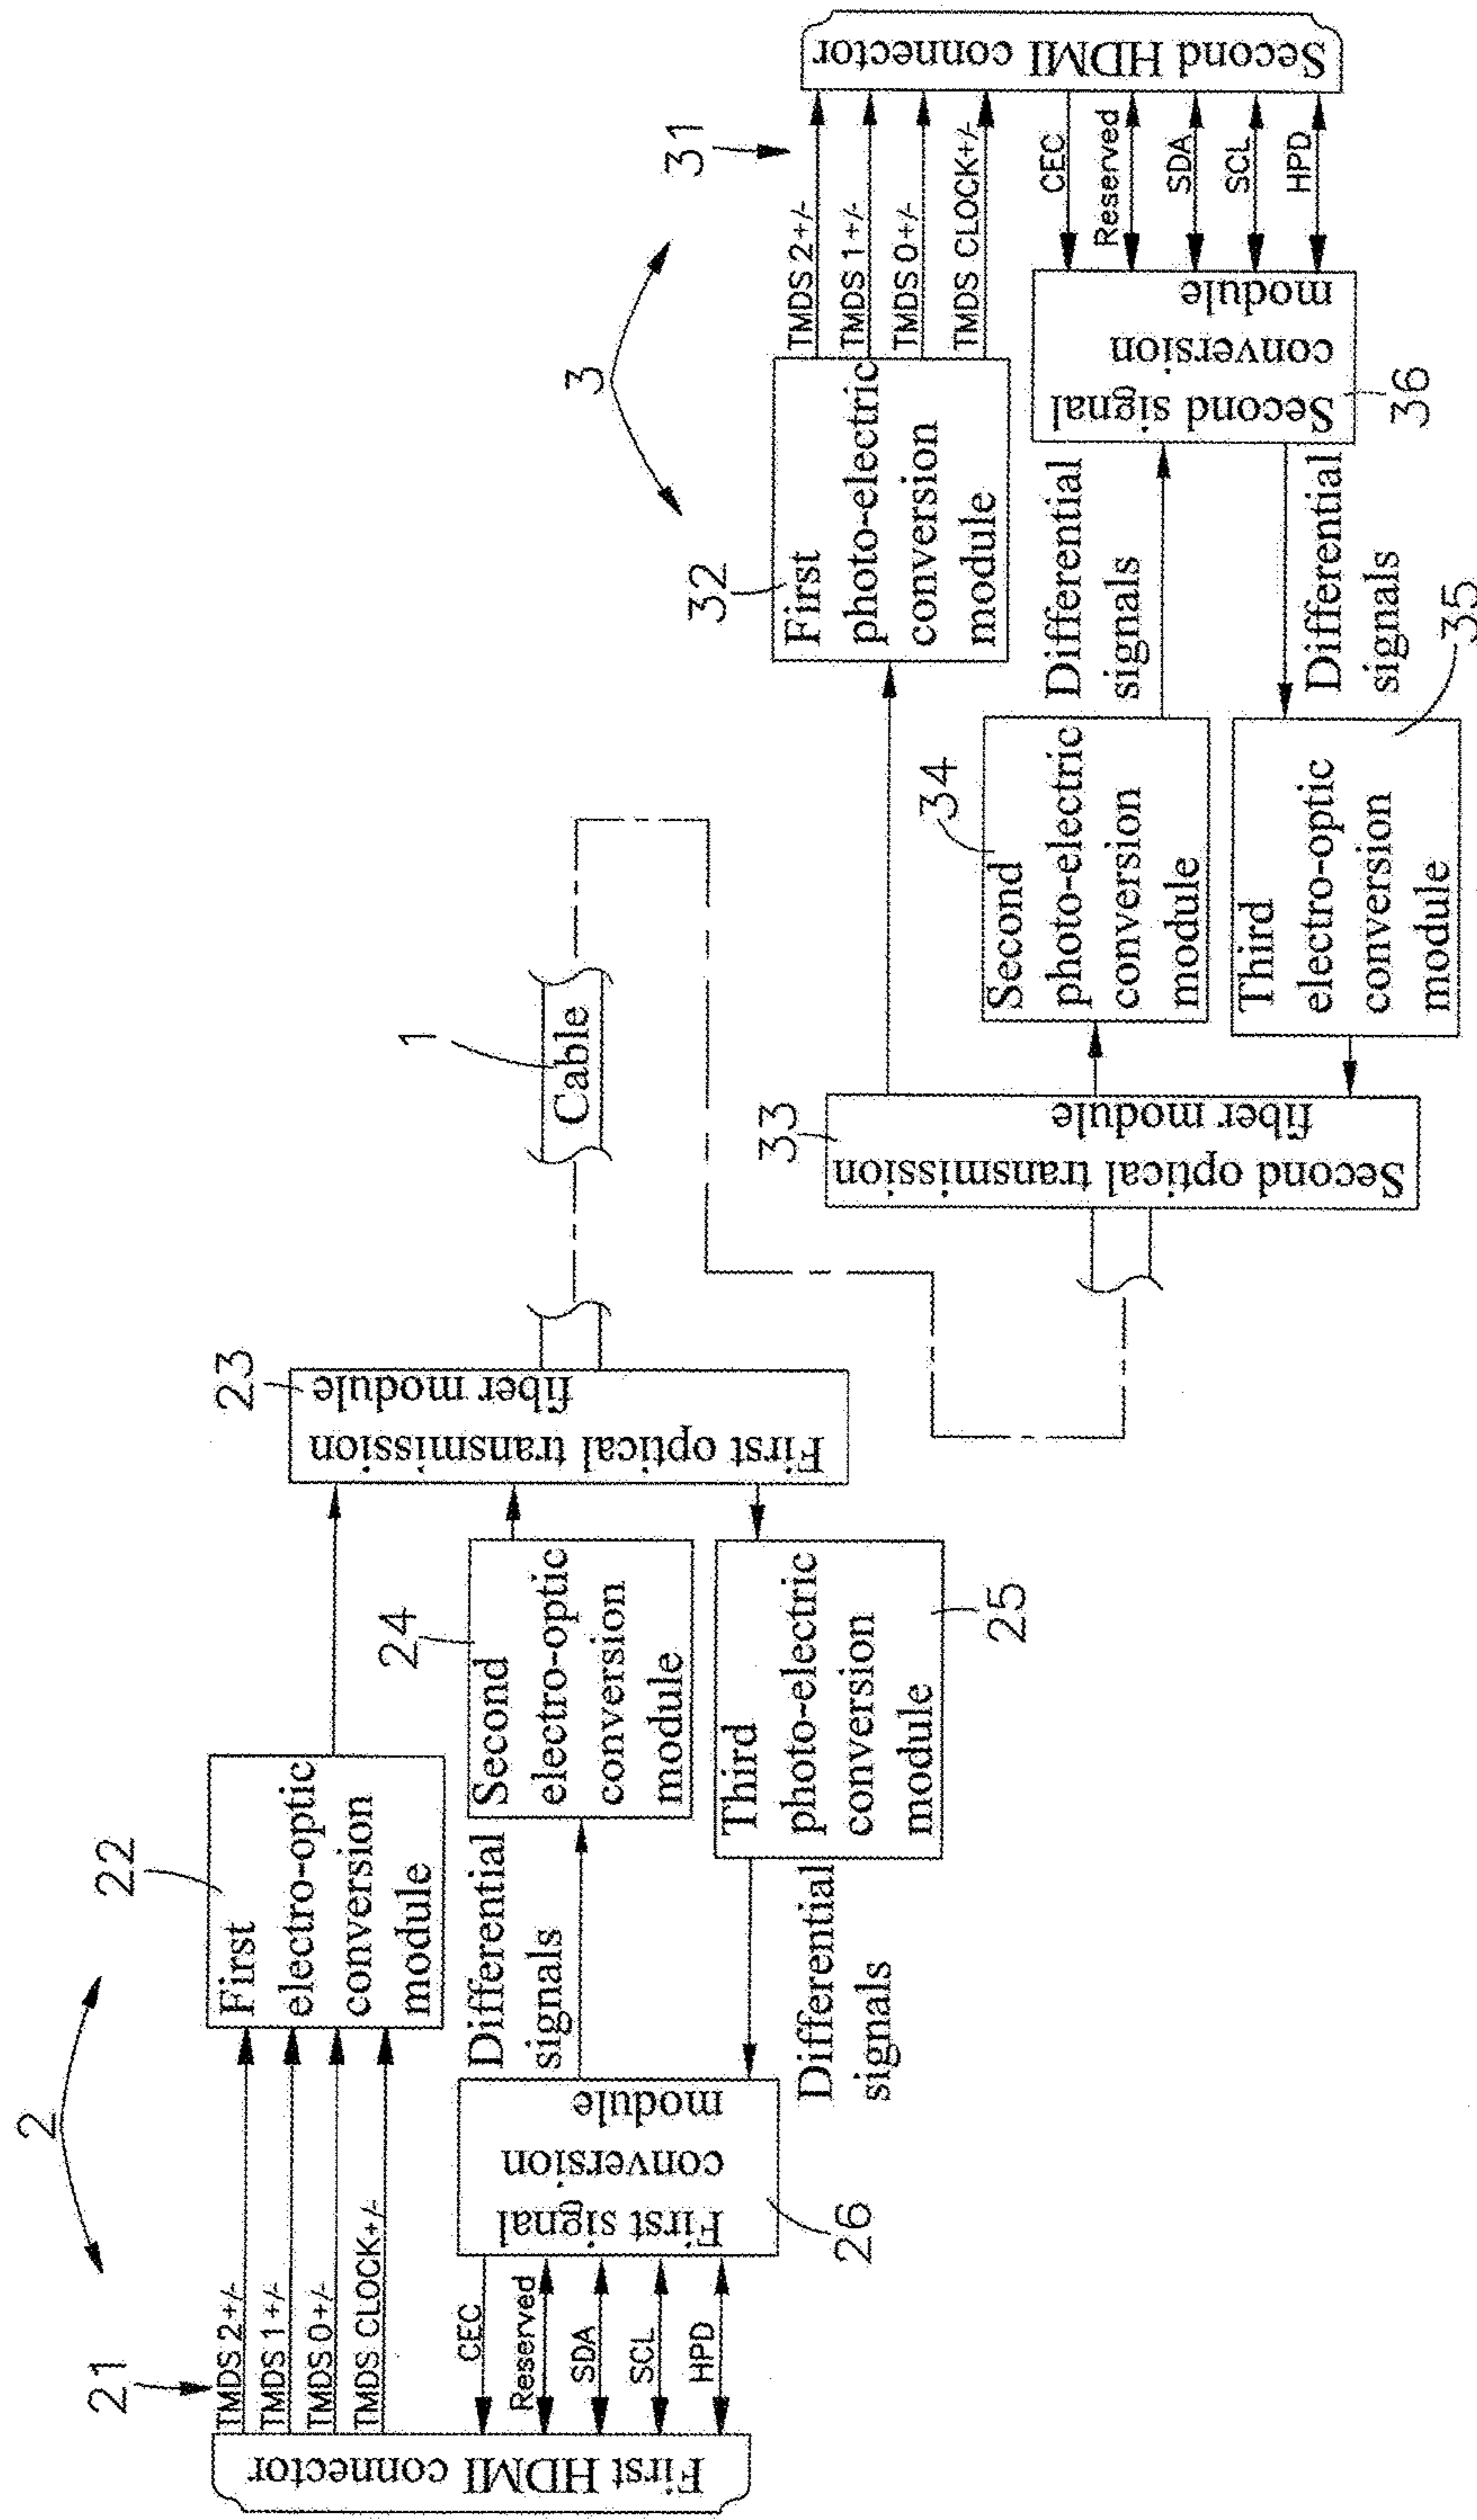 2
21
TMDS 2+/-
TMDS 1+/-
TMDS 0+/-
TMDS CLOCK+/-
First HDMI connector
CEC
Reserved
SDA
SCL
HPD
22
First
electro-optic
conversion
module
First signal
conversion
module
26
Differential
signals
Differential
signals
24
Second
electro-optic
conversion
module
Third
photo-electric
conversion
module
25
23
First optical transmission
fiber module
1
Cable
33
Second optical transmission
fiber module
3
32
First
photo-electric
conversion
module
34
Second
photo-electric
conversion
module
Third
electro-optic
conversion
module
35
Differential
signals
Differential
signals
Second signal
conversion
module
36
31
TMDS 2+/-
TMDS 1+/-
TMDS 0+/-
TMDS CLOCK+/-
CEC
Reserved
SDA
SCL
HPD
Second HDMI connector